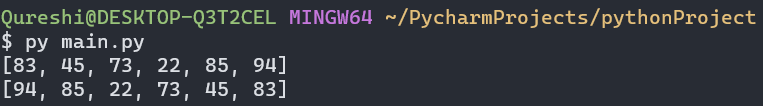 Qureshi@DESKTOP-Q3T2CEL MINGW64 ~/PycharmProjects/pythonProject
$ py main.py
[83, 45, 73, 22, 85, 94]
[94, 85, 22, 73, 45, 83]